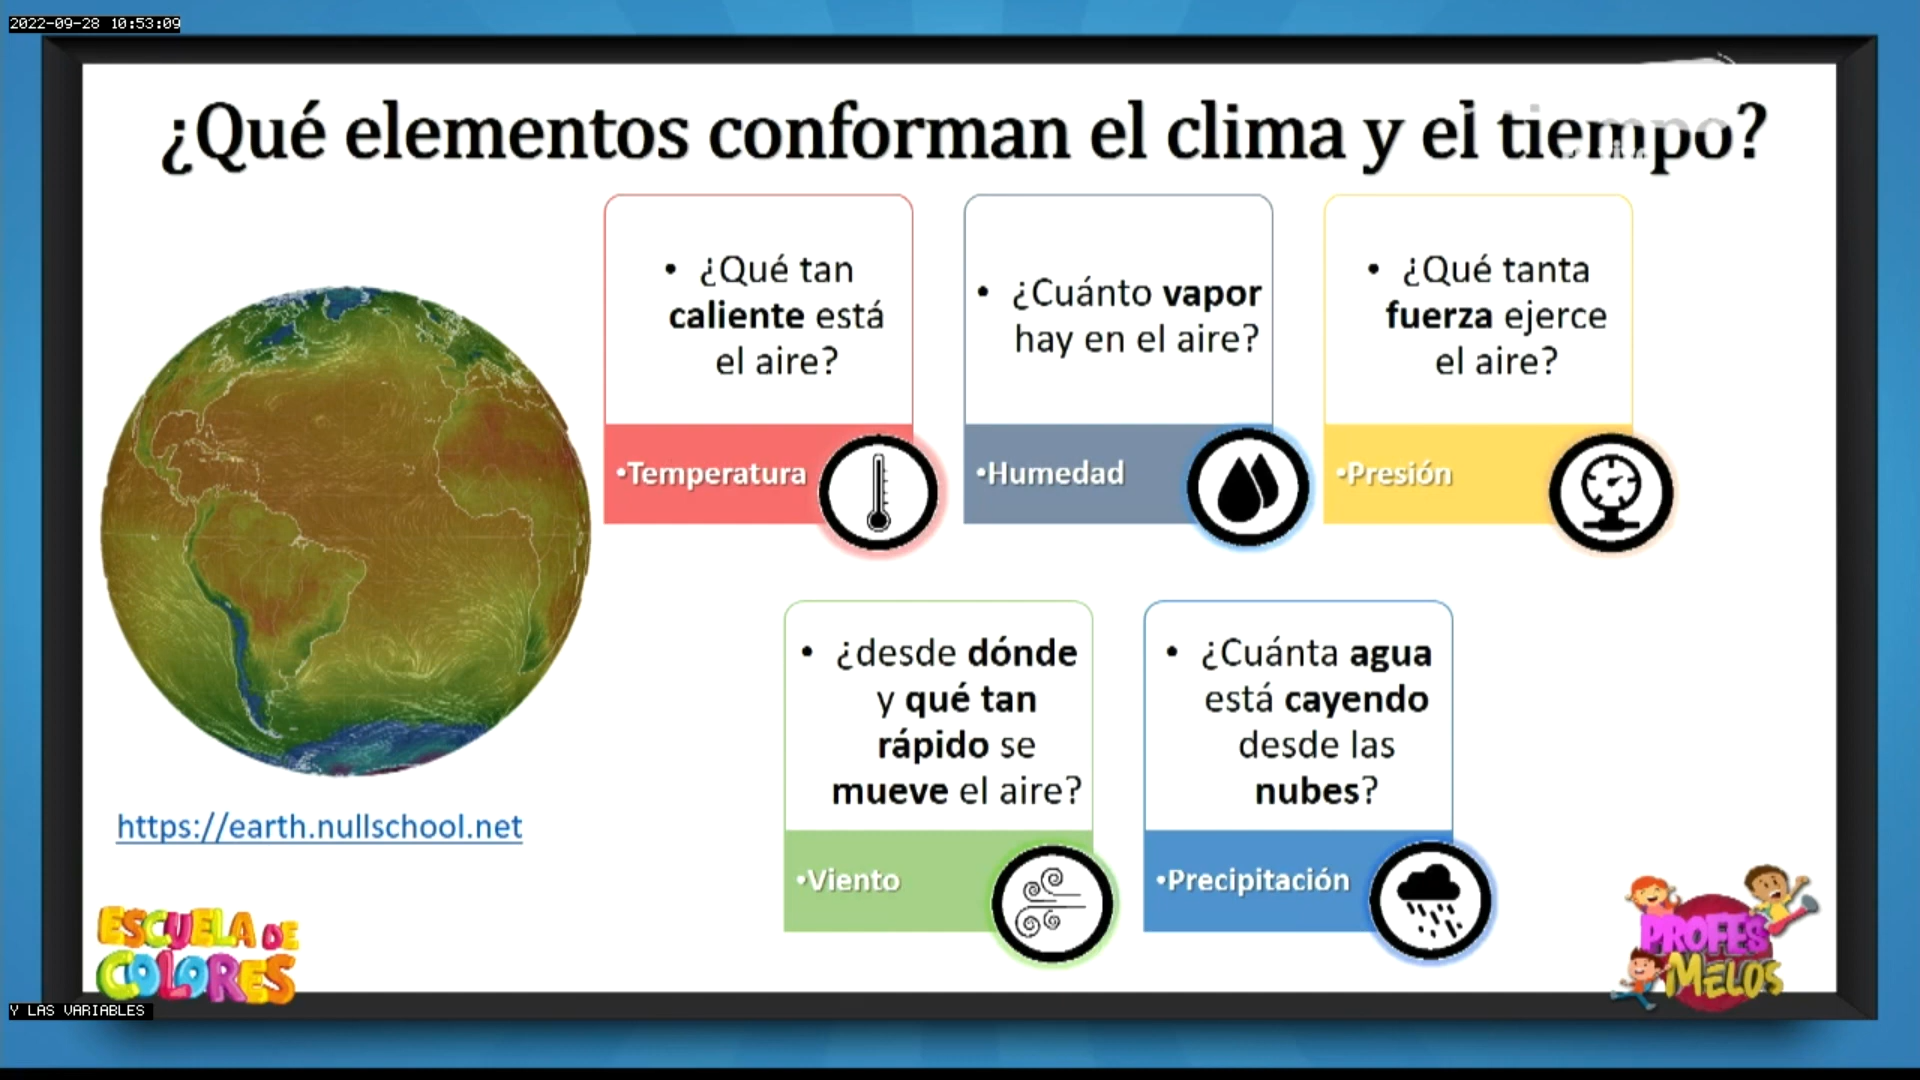 2022-09-28 10:53:09
¿Qué elementos conforman el clima y el tiempo?
• ¿Qué tan
caliente está
el aire?
•Temperatura
• ¿Cuánto vapor
hay en el aire?
•Humedad
• ¿Qué tanta
fuerza ejerce
el aire?
•Presión
• ¿desde dónde
y qué tan
rápido se
mueve el aire?
•Viento
• ¿Cuánta agua
está cayendo
desde las
nubes?
•Precipitación
https://earth.nullschool.net
ESCUELA DE
COLORES
PROFES
MELOS
Y LAS VARIABLES